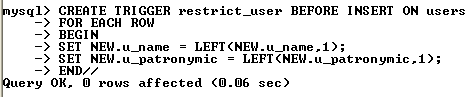 mysql> CREATE TRIGGER restrict_user BEFORE INSERT ON users
    -> FOR EACH ROW
    -> BEGIN
    -> SET NEW.u_name = LEFT(NEW.u_name,1);
    -> SET NEW.u_patronymic = LEFT(NEW.u_patronymic,1);
    -> END//
Query OK, 0 rows affected (0.06 sec)